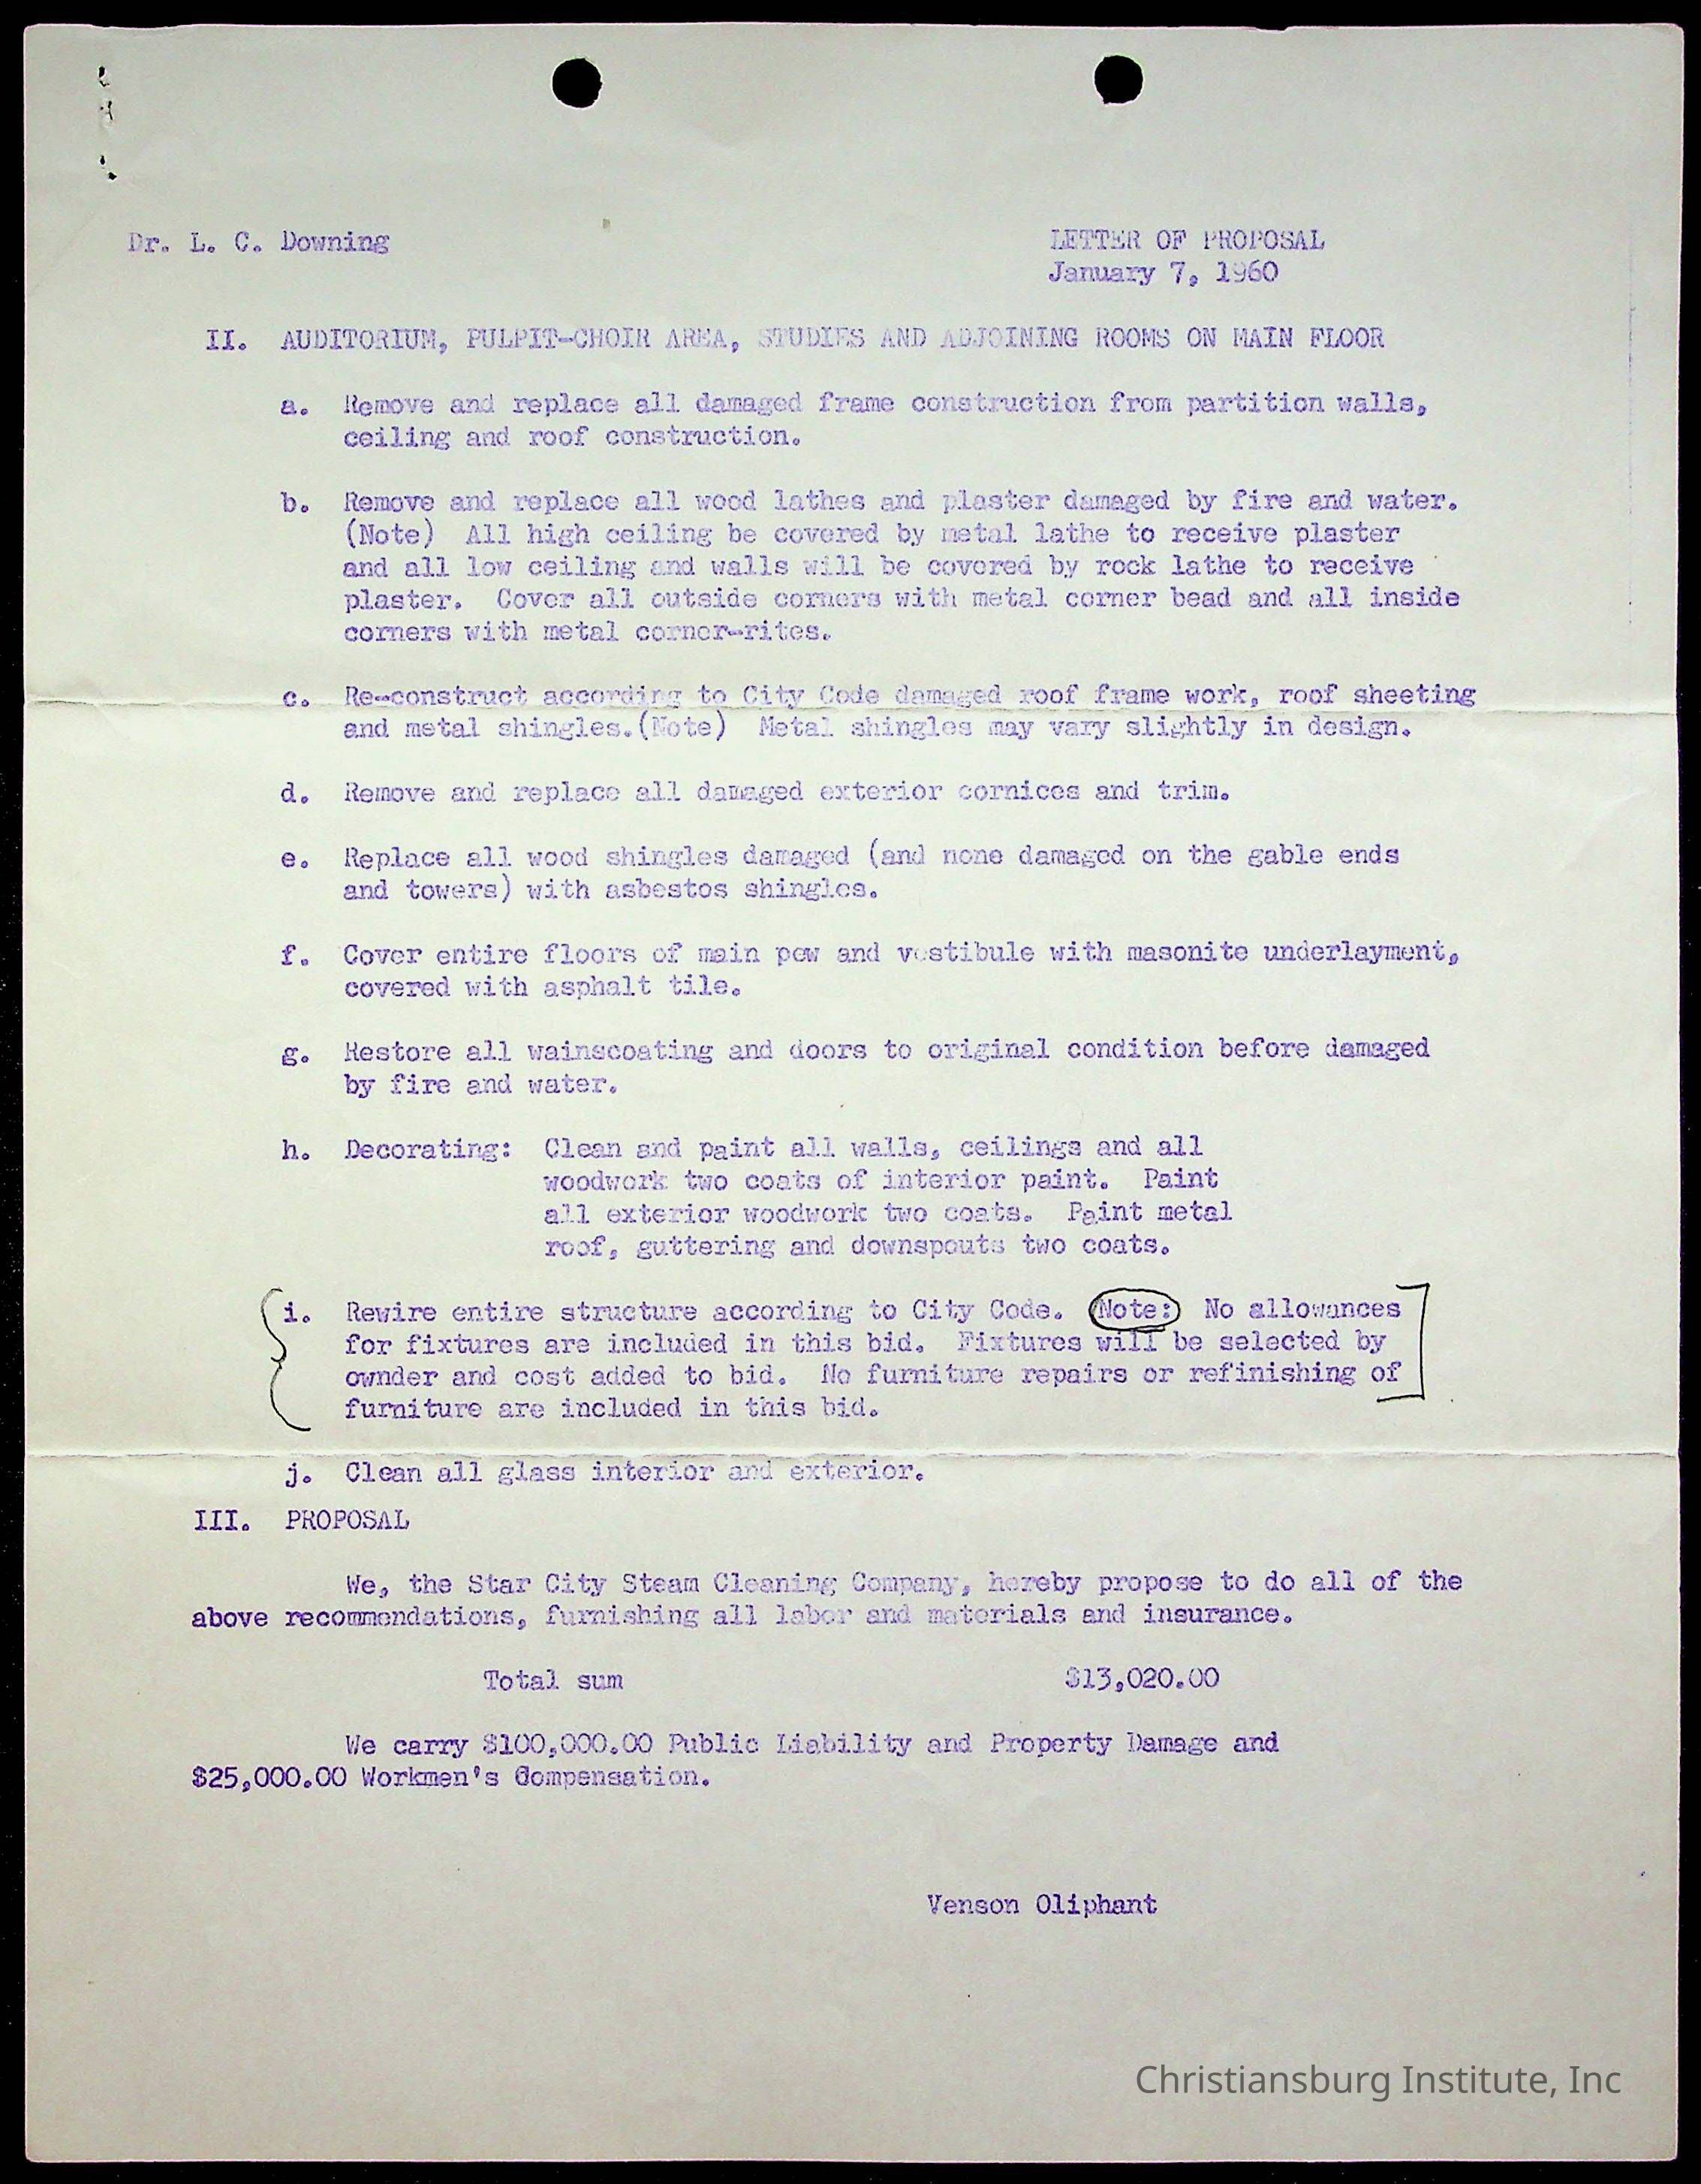 Dr. L. C. Downing
LETTER OF PROPOSAL
January 7, 1960
II. AUDITORIUM, PULPIT-CHOIR AREA, STUDIES AND ADJOINING ROOMS ON MAIN FLOOR
a. Remove and replace all damaged frame construction from partition walls,
ceiling and roof construction.
b. Remove and replace all wood lathes and plaster damaged by fire and water.
(Note) All high ceiling be covered by metal lathe to receive plaster
and all low ceiling and walls will be covered by rock lathe to receive
plaster. Cover all outside corners with metal corner bead and all inside
corners with metal corner-rites.
c. Re-construct according to City Code damaged roof frame work, roof sheeting
and metal shingles.(Note) Metal shingles may vary slightly in design.
d. Remove and replace all damaged exterior cornices and trim.
e. Replace all wood shingles damaged (and none damaged on the gable ends
and towers) with asbestos shingles.
f. Cover entire floors of main pew and vestibule with masonite underlayment,
covered with asphalt tile.
g. Restore all wainscoating and doors to original condition before damaged
by fire and water.
h. Decorating: Clean and paint all walls, ceilings and all
woodwork two coats of interior paint. Paint
all exterior woodwork two coats. Paint metal
roof, guttering and downspouts two coats.
i. Rewire entire structure according to City Code. Note: No allowances
for fixtures are included in this bid. Fixtures will be selected by
ownder and cost added to bid. No furniture repairs or refinishing of
furniture are included in this bid.
j. Clean all glass interior and exterior.
III. PROPOSAL
We, the Star City Steam Cleaning Company, hereby propose to do all of the
above recommendations, furnishing all labor and materials and insurance.
Total sum $13,020.00
We carry $100,000.00 Public Liability and Property Damage and
$25,000.00 Workmen's Compensation.
Venson Oliphant
Christiansburg Institute, Inc